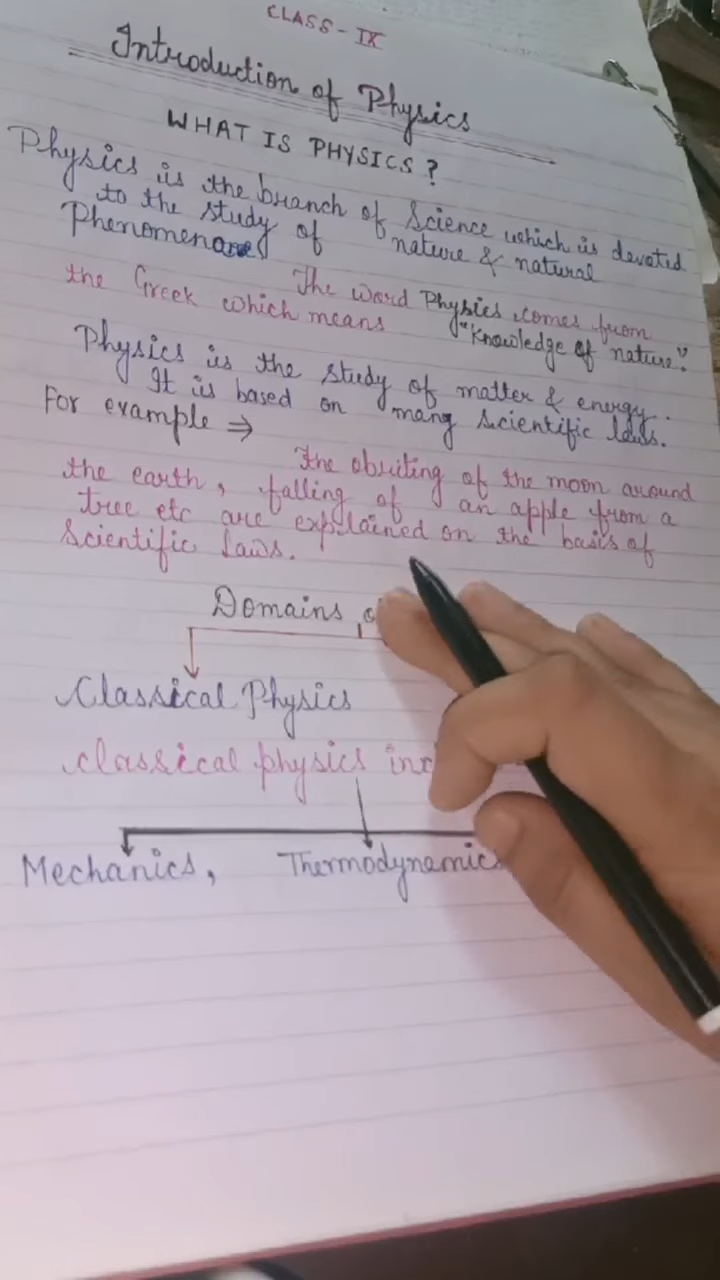 CLASS - IX
Introduction of Physics
WHAT IS PHYSICS ?
Physics is the branch of Science which is devoted
to the study of nature & natural
Phenomenone
The word Physics comes from
the Greek which means "Knowledge of nature".
Physics is the study of matter & energy.
It is based on many scientific laws.
For example ⇒
the obriting of the moon around
the earth, falling of an apple from a
tree etc are explained on the basis of
Scientific laws.
Domains
Classical Physics
Classical physics inc
Mechanics, Thermodynamics